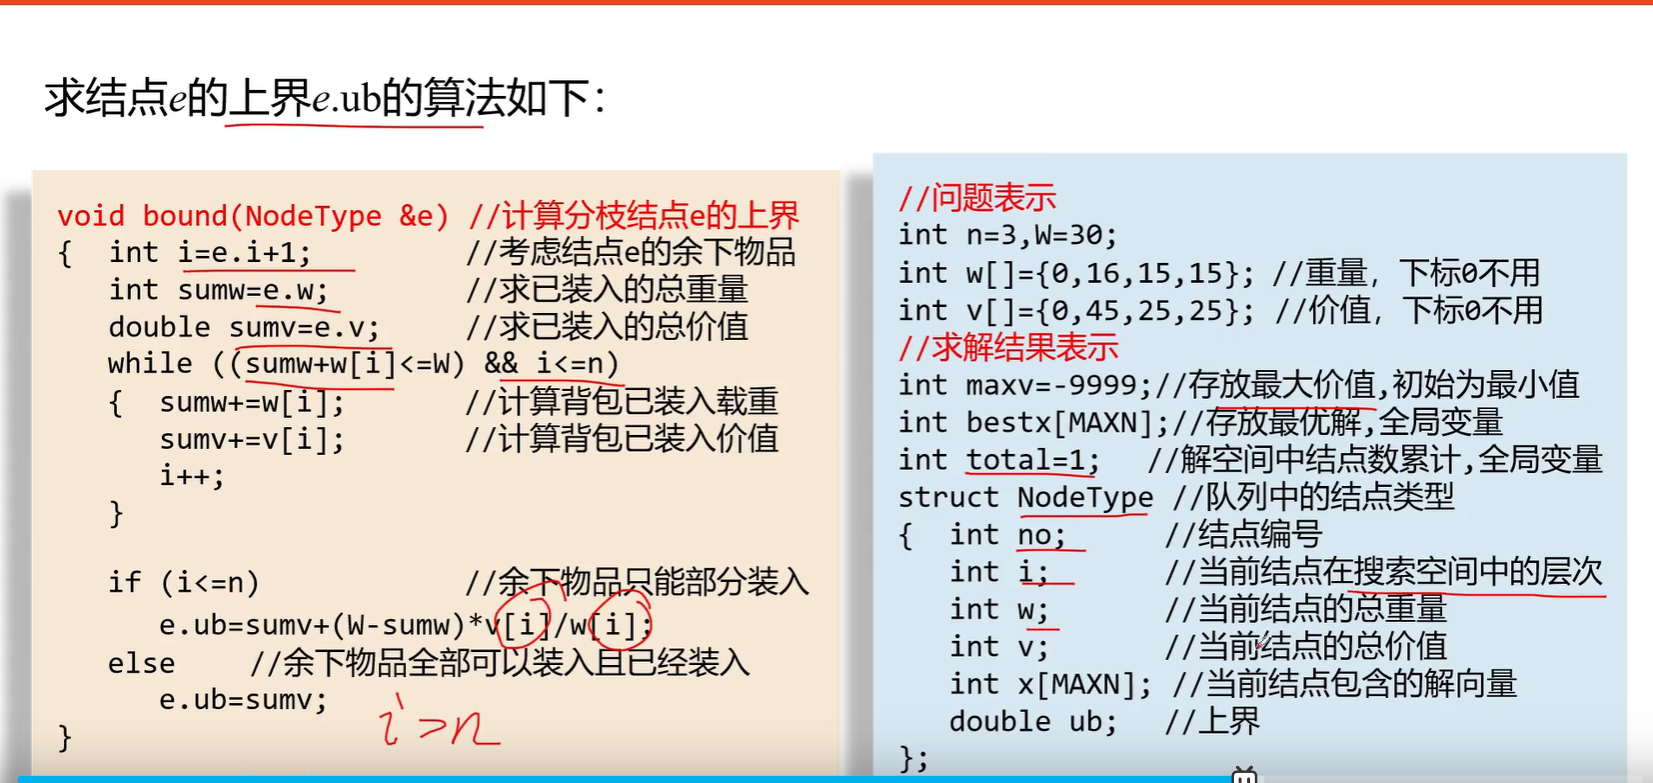 求结点e的上界e.ub的算法如下：
void bound(NodeType &e) //计算分枝结点e的上界
{ int i=e.i+1; //考虑结点e的余下物品
int sumw=e.w; //求已装入的总重量
double sumv=e.v; //求已装入的总价值
while ((sumw+w[i]<=W) && i<=n)
{ sumw+=w[i]; //计算背包已装入载重
sumv+=v[i]; //计算背包已装入价值
i++;
}
if (i<=n) //余下物品只能部分装入
e.ub=sumv+(W-sumw)*v[i]/w[i];
else //余下物品全部可以装入且已经装入
e.ub=sumv;
}
i>n
//问题表示
int n=3,W=30;
int w[]={0,16,15,15}; //重量，下标0不用
int v[]={0,45,25,25}; //价值，下标0不用
//求解结果表示
int maxv=-9999;//存放最大价值,初始为最小值
int bestx[MAXN];//存放最优解,全局变量
int total=1; //解空间中结点数累计,全局变量
struct NodeType //队列中的结点类型
{ int no; //结点编号
int i; //当前结点在搜索空间中的层次
int w; //当前结点的总重量
int v; //当前结点的总价值
int x[MAXN]; //当前结点包含的解向量
double ub; //上界
};